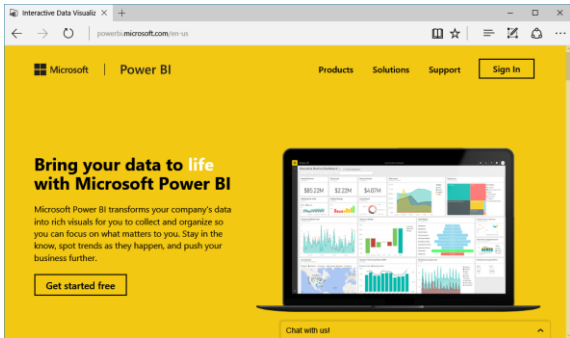 Interactive Data Visualiz
powerbi.microsoft.com/en-us
Microsoft | Power BI
Products Solutions Support Sign In
Bring your data to life
with Microsoft Power BI
Microsoft Power BI transforms your company's data
into rich visuals for you to collect and organize so
you can focus on what matters to you. Stay in the
know, spot trends as they happen, and push your
business further.
Get started free
$85.22M $2.22M $4.07M
Chat with us!